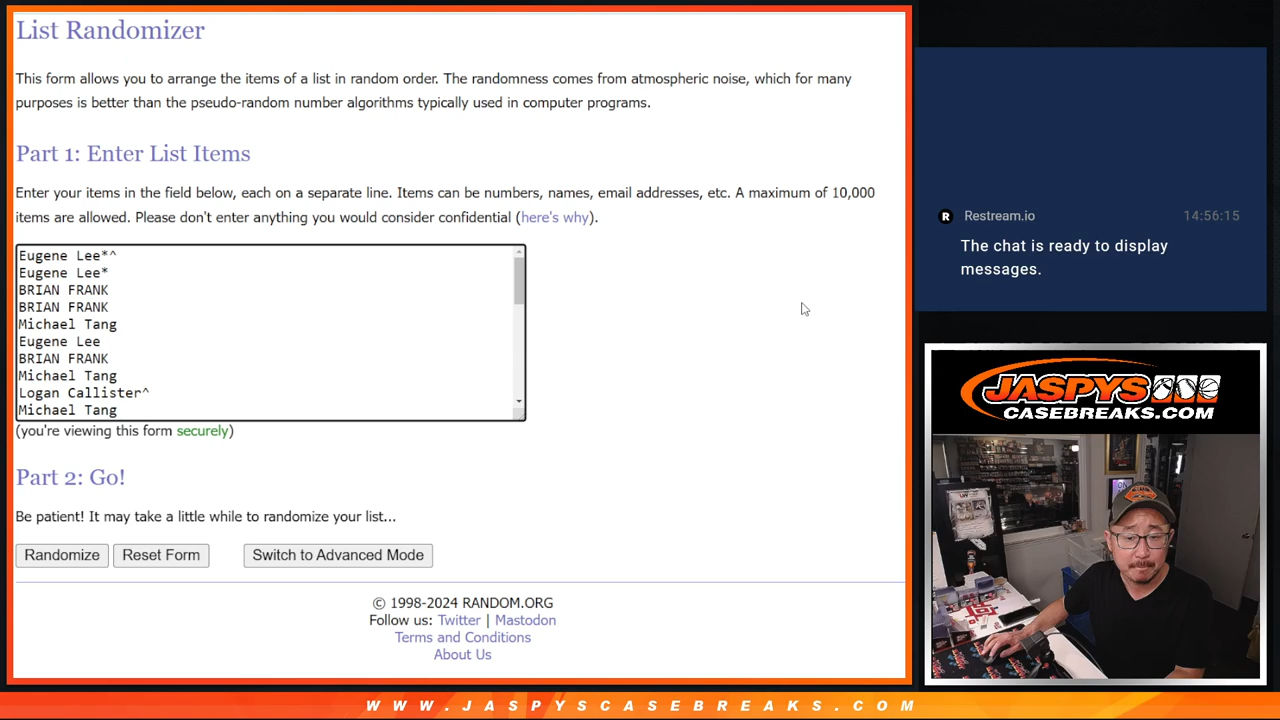 List Randomizer
This form allows you to arrange the items of a list in random order. The randomness comes from atmospheric noise, which for many
purposes is better than the pseudo-random number algorithms typically used in computer programs.
Part 1: Enter List Items
Enter your items in the field below, each on a separate line. Items can be numbers, names, email addresses, etc. A maximum of 10,000
items are allowed. Please don't enter anything you would consider confidential (here's why).
Eugene Lee*^
Eugene Lee*
BRIAN FRANK
BRIAN FRANK
Michael Tang
Eugene Lee
BRIAN FRANK
Michael Tang
Logan Callister^
Michael Tang
(you're viewing this form securely)
Part 2: Go!
Be patient! It may take a little while to randomize your list...
Randomize Reset Form Switch to Advanced Mode
© 1998-2024 RANDOM.ORG
Follow us: Twitter | Mastodon
Terms and Conditions
About Us
R Restream.io 14:56:15
The chat is ready to display
messages.
JASPYS
CASEBREAKS.COM
WWW.JASPYSCASEBREAKS.COM